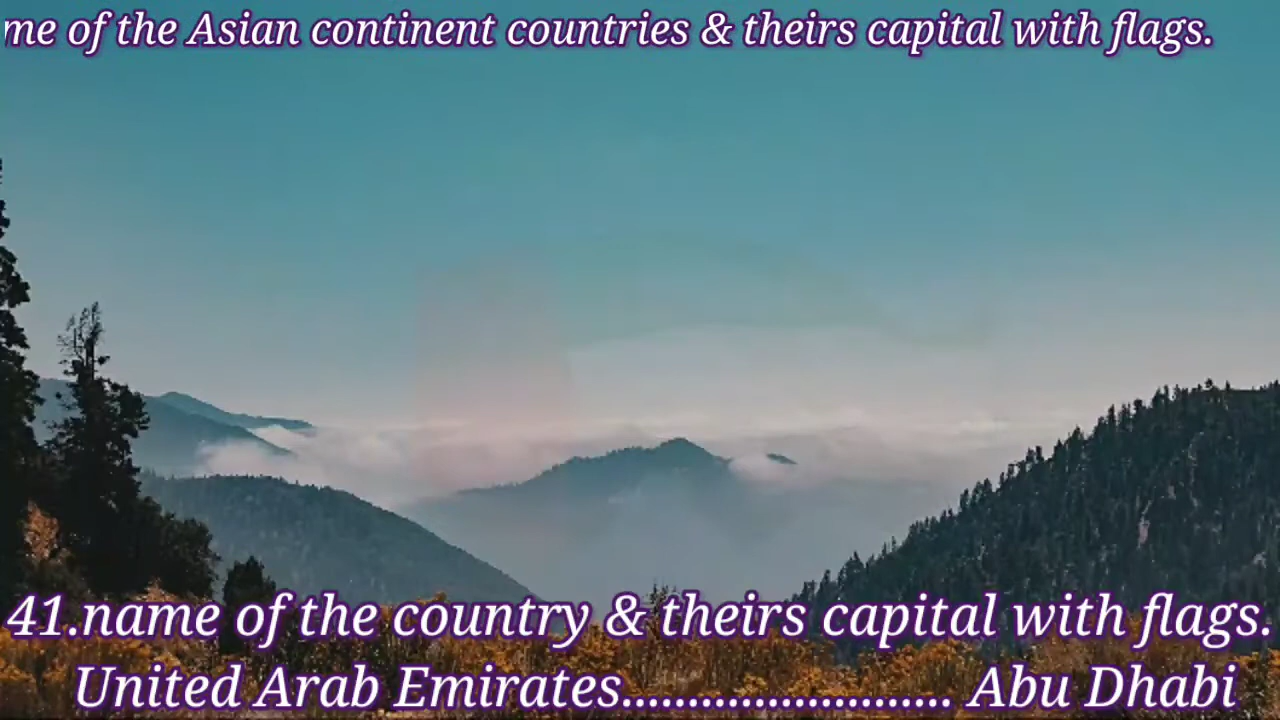 me of the Asian continent countries & theirs capital with flags.
41.name of the country & theirs capital with flags.
United Arab Emirates......................... Abu Dhabi